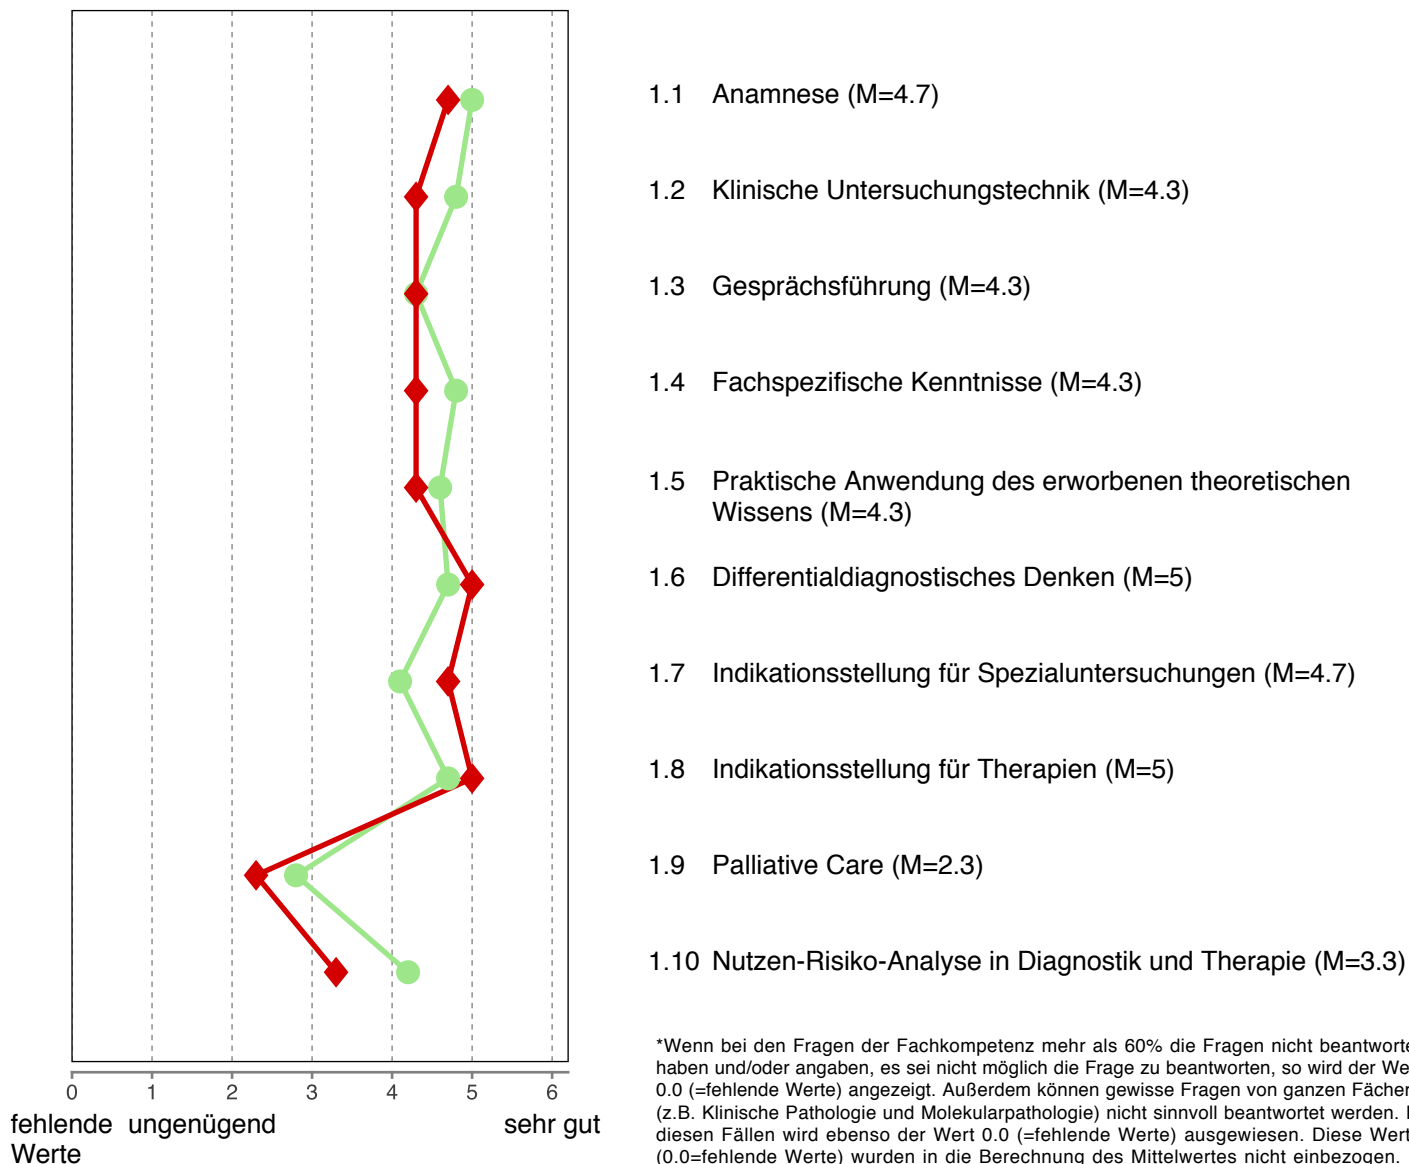 1.1 Anamnese (M=4.7)
1.2 Klinische Untersuchungstechnik (M=4.3)
1.3 Gesprächsführung (M=4.3)
1.4 Fachspezifische Kenntnisse (M=4.3)
1.5 Praktische Anwendung des erworbenen theoretischen
Wissens (M=4.3)
1.6 Differentialdiagnostisches Denken (M=5)
1.7 Indikationsstellung für Spezialuntersuchungen (M=4.7)
1.8 Indikationsstellung für Therapien (M=5)
1.9 Palliative Care (M=2.3)
1.10 Nutzen-Risiko-Analyse in Diagnostik und Therapie (M=3.3)
0 1 2 3 4 5 6
fehlende ungenügend sehr gut
Werte
*Wenn bei den Fragen der Fachkompetenz mehr als 60% die Fragen nicht
haben und/oder angaben, es sei nicht möglich die Frage zu beantworten, so wird der
0.0 (=fehlende Werte) angezeigt. Außerdem können gewisse Fragen von ganzen
(z.B. Klinische Pathologie und Molekularpathologie) nicht sinnvoll beantwortet werden.
diesen Fällen wird ebenso der Wert 0.0 (=fehlende Werte) ausgewiesen. Diese
(0.0=fehlende Werte) wurden in die Berechnung des Mittelwertes nicht einbezogen.